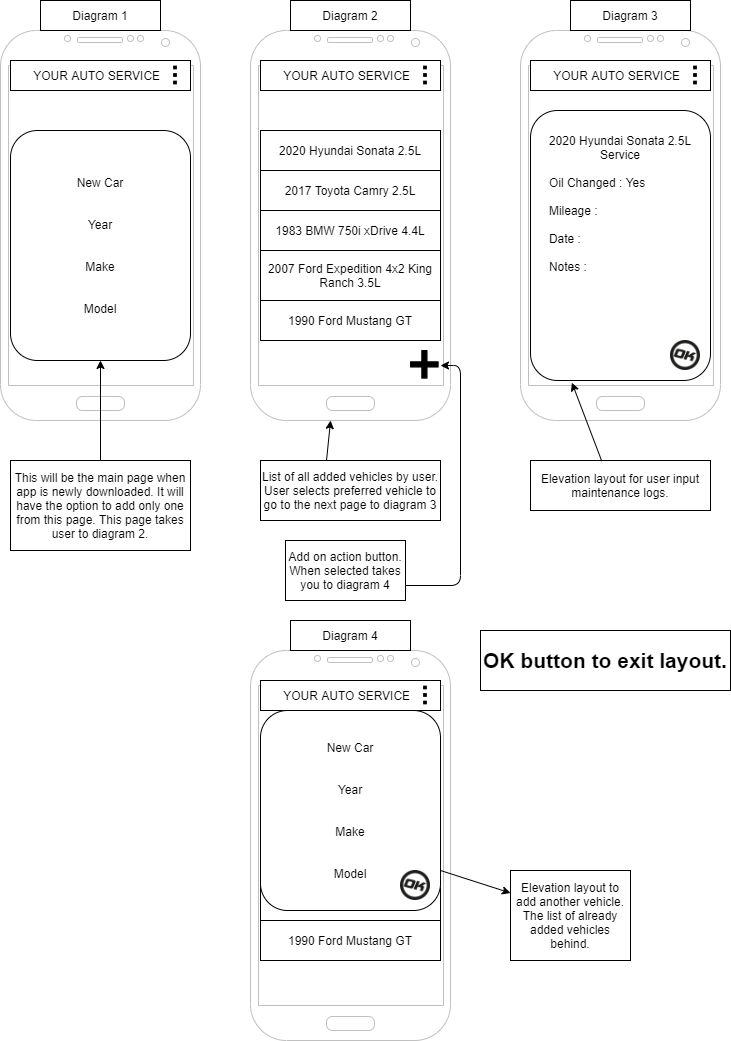 Diagram 1
YOUR AUTO SERVICE
New Car
Year
Make
Model
This will be the main page when
app is newly downloaded. It will
have the option to add only one
from this page. This page takes
user to diagram 2.
Diagram 2
YOUR AUTO SERVICE
2020 Hyundai Sonata 2.5L
2017 Toyota Camry 2.5L
1983 BMW 750i xDrive 4.4L
2007 Ford Expedition 4x2 King
Ranch 3.5L
1990 Ford Mustang GT
List of all added vehicles by user.
User selects preferred vehicle to
go to the next page to diagram 3
Add on action button.
When selected takes
you to diagram 4
Diagram 3
YOUR AUTO SERVICE
2020 Hyundai Sonata 2.5L
Service
Oil Changed : Yes
Mileage :
Date :
Notes :
OK
Elevation layout for user input
maintenance logs.
Diagram 4
YOUR AUTO SERVICE
New Car
Year
Make
Model
OK
1990 Ford Mustang GT
OK button to exit layout.
Elevation layout to
add another vehicle.
The list of already
added vehicles
behind.